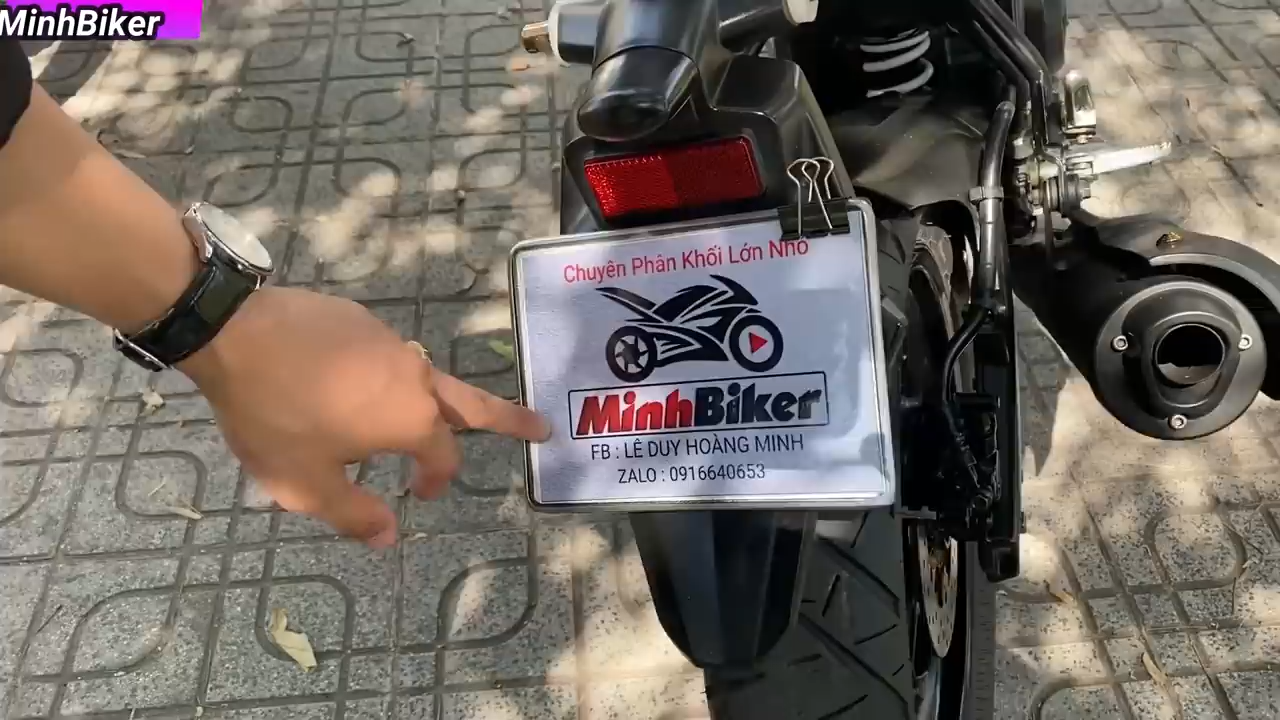 MinhBiker
Chuyên Phân Khối Lớn Nhỏ
MinhBiker
FB : LÊ DUY HOÀNG MINH
ZALO : 0916640653